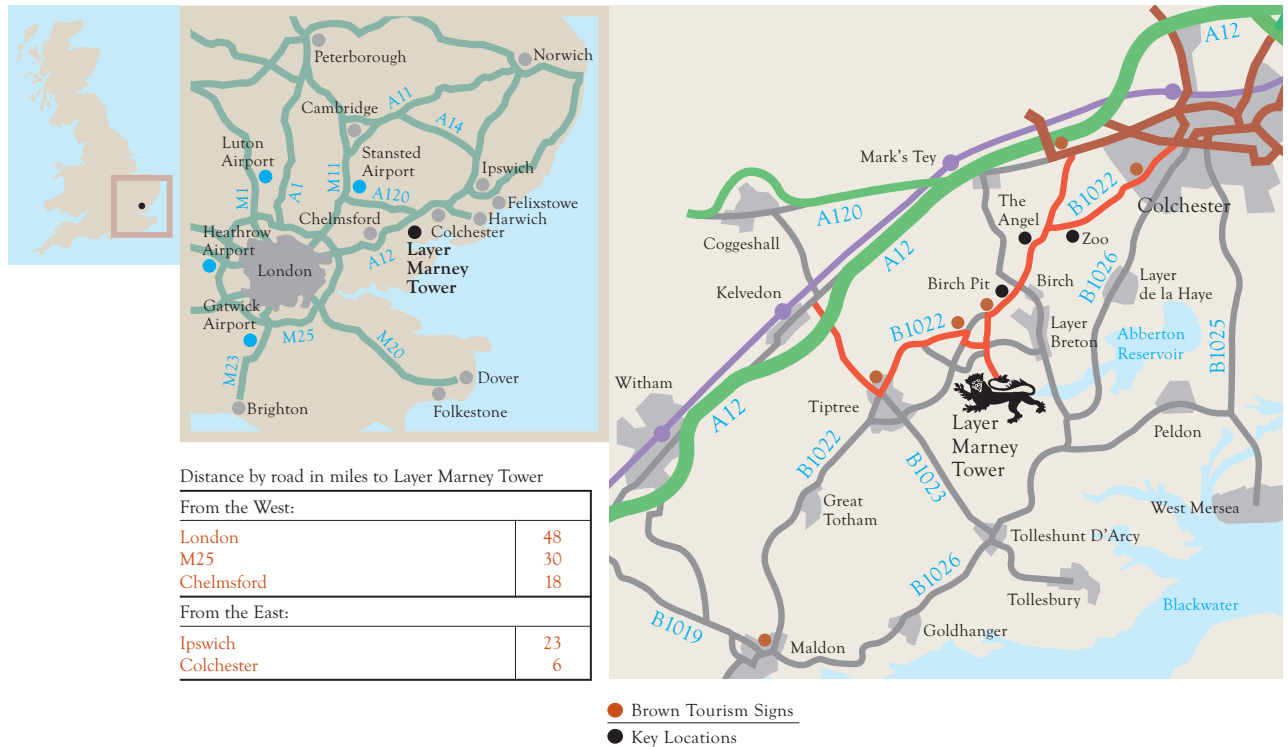 Peterborough
Norwich
Cambridge
A11
A14
Luton
Airport
Stansted
Airport
M1
A1
M11
A120
Ipswich
Felixstowe
Harwich
Chelmsford
Colchester
Heathrow
Airport
A12
Layer
Marney
Tower
London
Gatwick
Airport
M25
M20
M23
Dover
Folkestone
Brighton
A12
Mark's Tey
B1022
The
Angel
Colchester
A120
Zoo
Coggeshall
A12
B1026
Kelvedon
Birch Pit
Birch
Layer
de la Haye
B1022
Layer
Breton
Abberton
Reservoir
B1025
Witham
A12
Tiptree
Layer
Marney
Tower
Peldon
B1022
B1023
Great
Totham
West Mersea
Tolleshunt D'Arcy
B1026
Tollesbury
Blackwater
B1019
Goldhanger
Maldon
Distance by road in miles to Layer Marney Tower
From the West:
London 48
M25 30
Chelmsford 18
From the East:
Ipswich 23
Colchester 6
Brown Tourism Signs
Key Locations